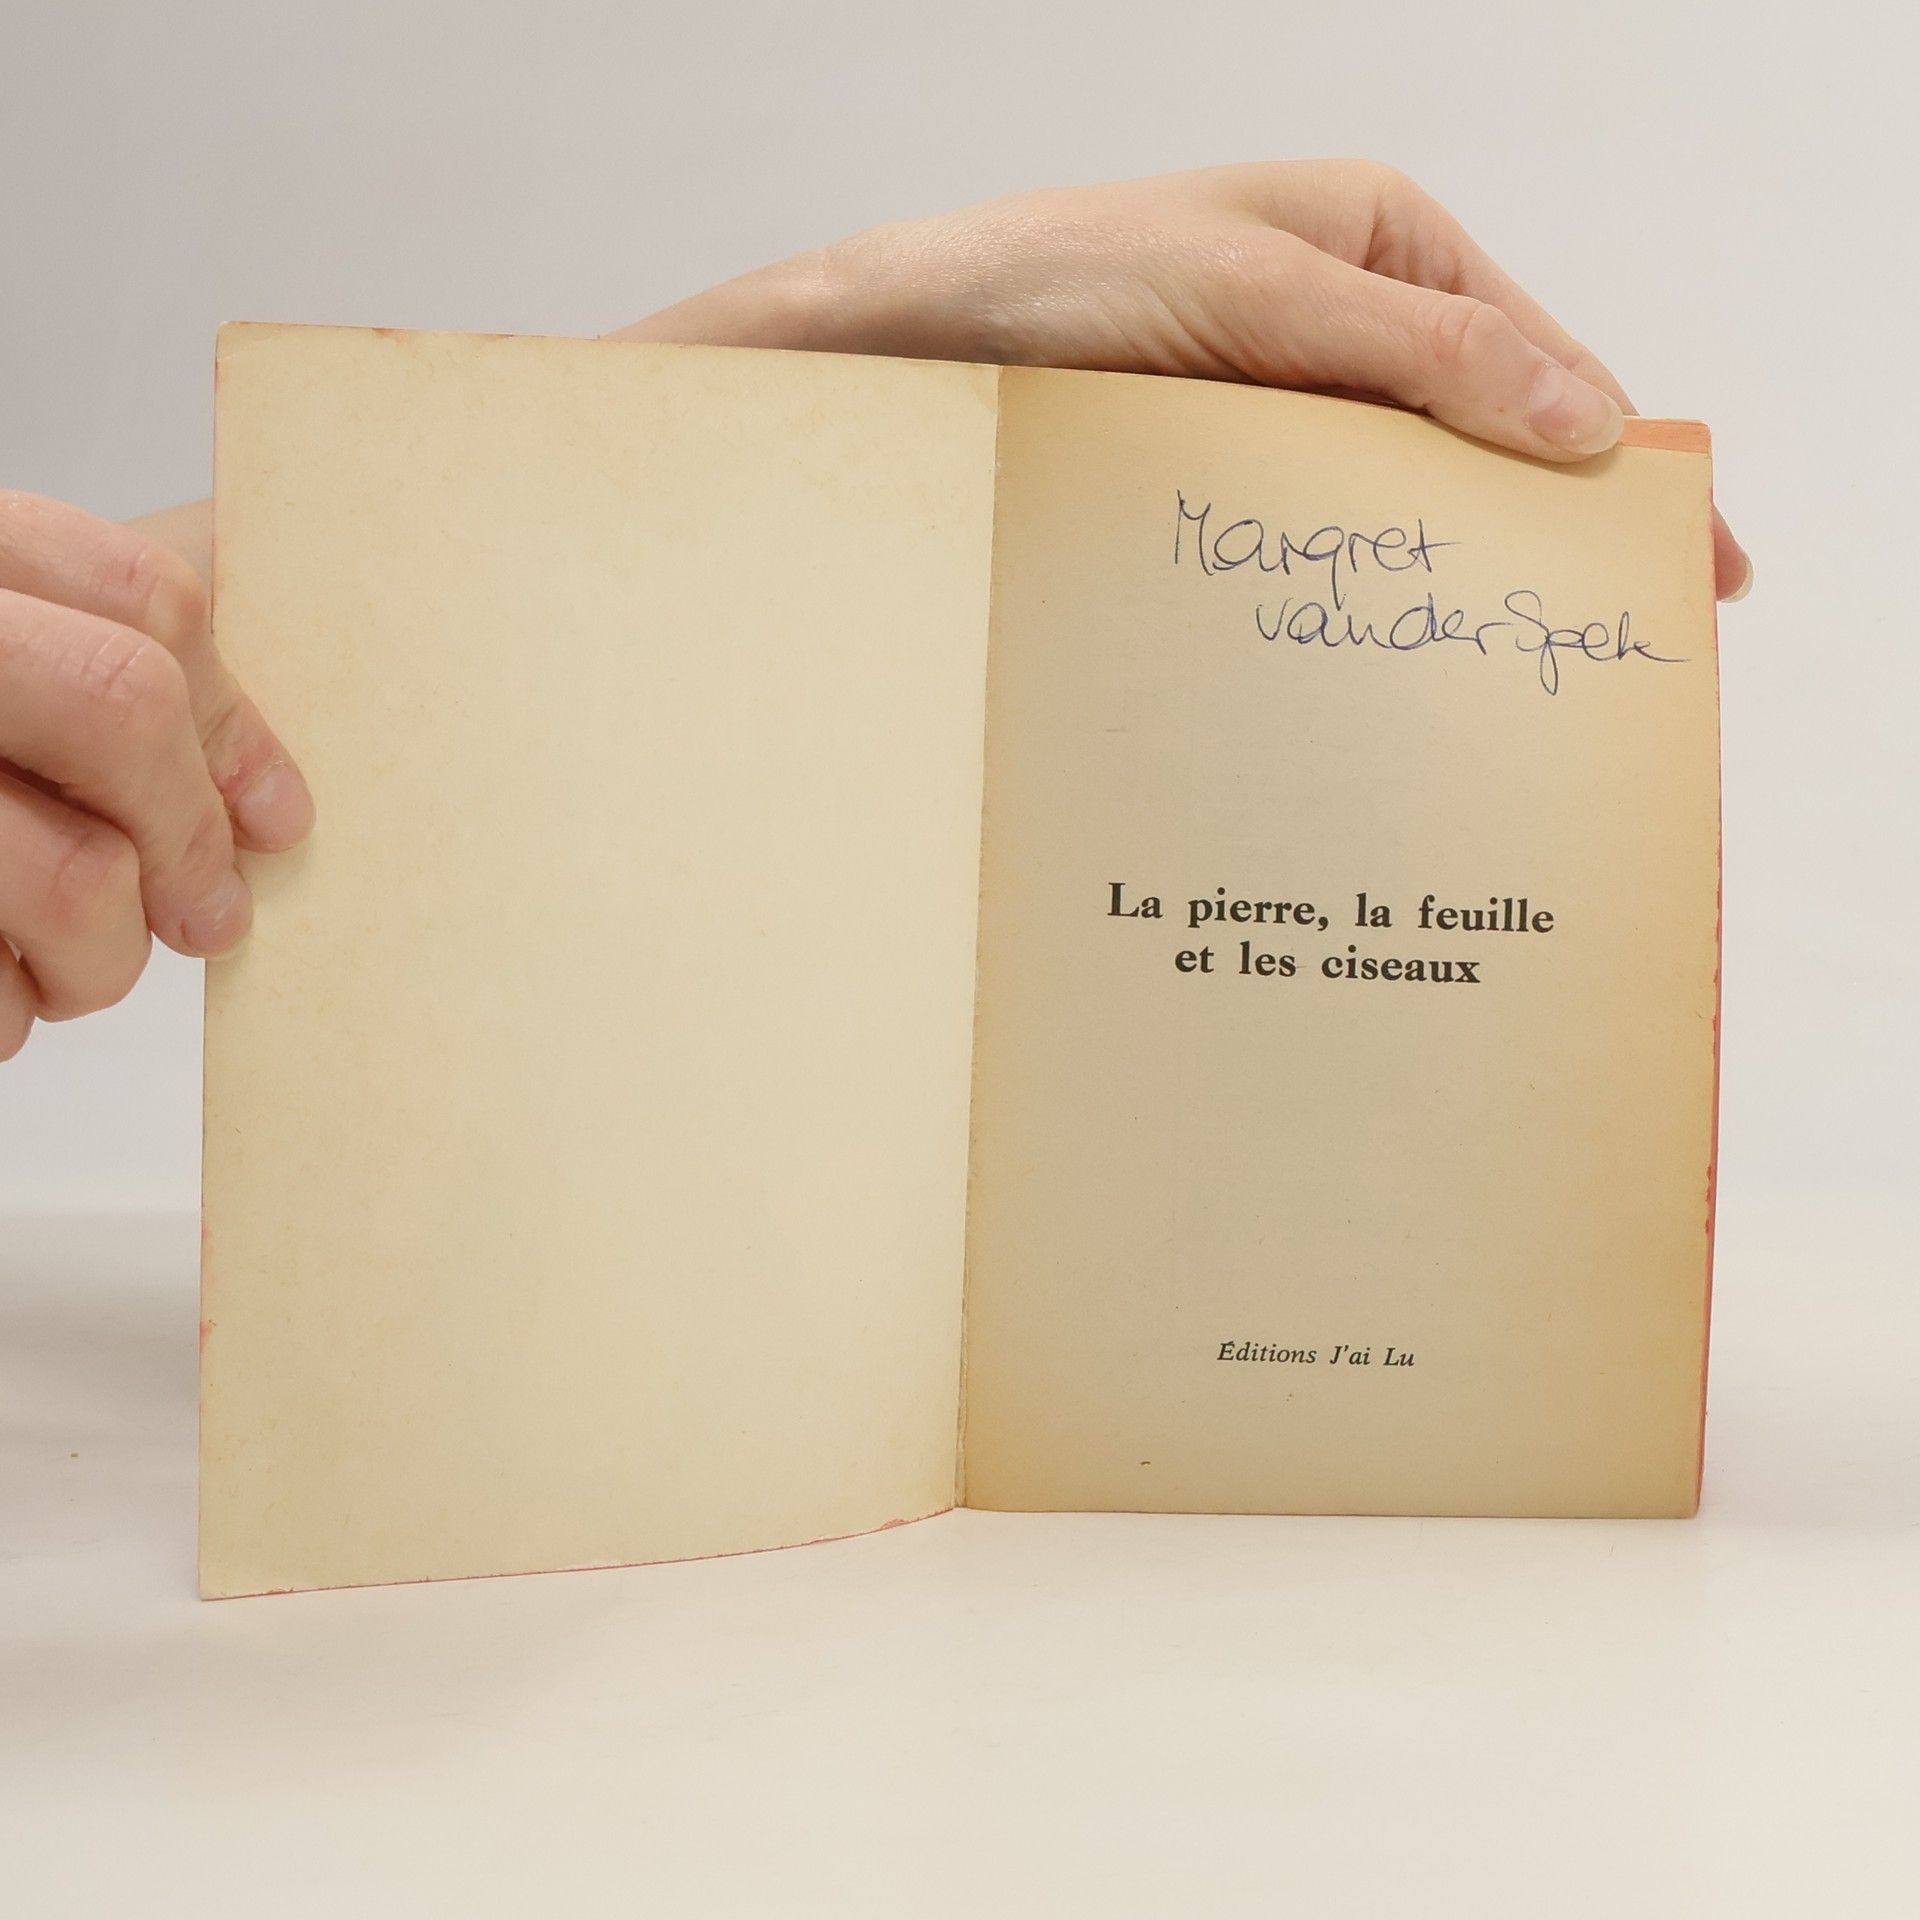 Margret
van der Spek
La pierre, la feuille
et les ciseaux
Éditions J'ai Lu